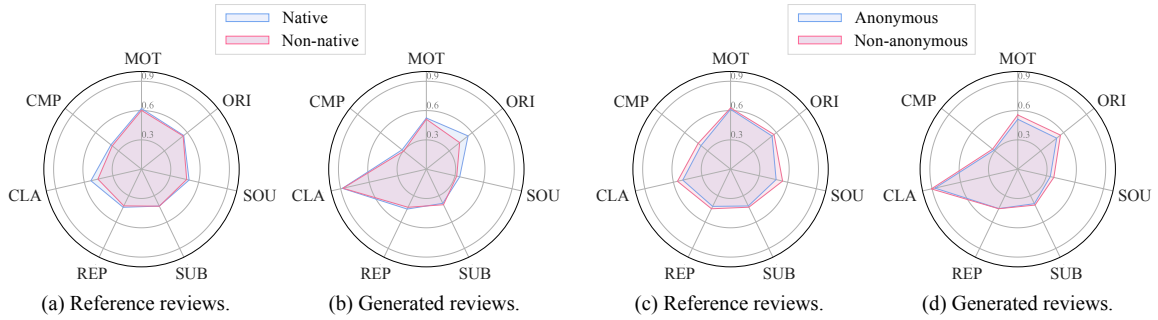 Native
Non-native
MOT
0.9
ORI
0.6
0.3
CMP
SOU
CLA
SUB
REP
(a) Reference reviews.
MOT
0.9
ORI
0.6
0.3
CMP
SOU
CLA
SUB
REP
(b) Generated reviews.
Anonymous
Non-anonymous
MOT
0.9
ORI
0.6
0.3
CMP
SOU
CLA
SUB
REP
(c) Reference reviews.
MOT
0.9
ORI
0.6
0.3
CMP
SOU
CLA
SUB
REP
(d) Generated reviews.